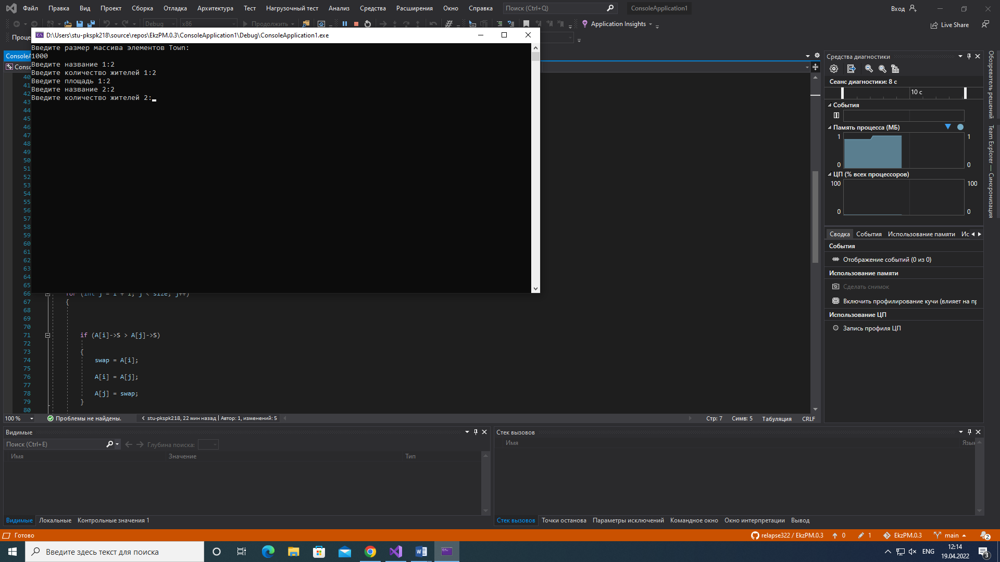 Файл Правка Вид Проект Сборка Отладка Архитектура Тест Нагрузочный тест Анализ Средства Расширения Окно Справка Поиск (Ctrl+Q) ConsoleApplication1 Вход
Debug x86 Продолжить Application Insights Live Share
Проце
D:\Users\stu-pkspk218\source\repos\EkzPM.0.3\ConsoleApplication1\Debug\ConsoleApplication1.exe
Введите размер массива элементов Town:
1000
Введите название 1:2
Введите количество жителей 1:2
Введите площадь 1:2
Введите название 2:2
Введите количество жителей 2:
ConsoleA
Consc
40
41
42
43
44
45
46
47
48
49
50
51
52
53
54
55
56
57
58
59
60
61
62
63
64
65
66 for (int j = i + 1; j < size; j++)
67 {
68
69
70
71 if (A[i]->S > A[j]->S)
72
73 {
74 swap = A[i];
75
76 A[i] = A[j];
77
78 A[j] = swap;
79 }
80
100 % Проблемы не найдены. stu-pkspk218, 22 мин назад | Автор: 1, изменений: 5 Стр: 7 Симв: 5 Табуляция CRLF
Средства диагностики
Сеанс диагностики: 8 с
10 с
События
Память процесса (МБ)
1 1
0 0
ЦП (% всех процессоров)
100 100
0 0
Сводка События Использование памяти Ис
События
Отображение событий (0 из 0)
Использование памяти
Сделать снимок
Включить профилирование кучи (влияет на пр
Использование ЦП
Запись профиля ЦП
Обозреватель решений
Team Explorer — Синхронизация
Видимые
Поиск (Ctrl+E) Глубина поиска:
Имя Значение Тип
Видимые Локальные Контрольные значения 1
Стек вызовов
Имя Язык
Стек вызовов Точки останова Параметры исключений Командное окно Окно интерпретации Вывод
Готово relapse322 / EkzPM.0.3 0 1 EkzPM.0.3 main 2
Введите здесь текст для поиска ENG 12:14
19.04.2022 3